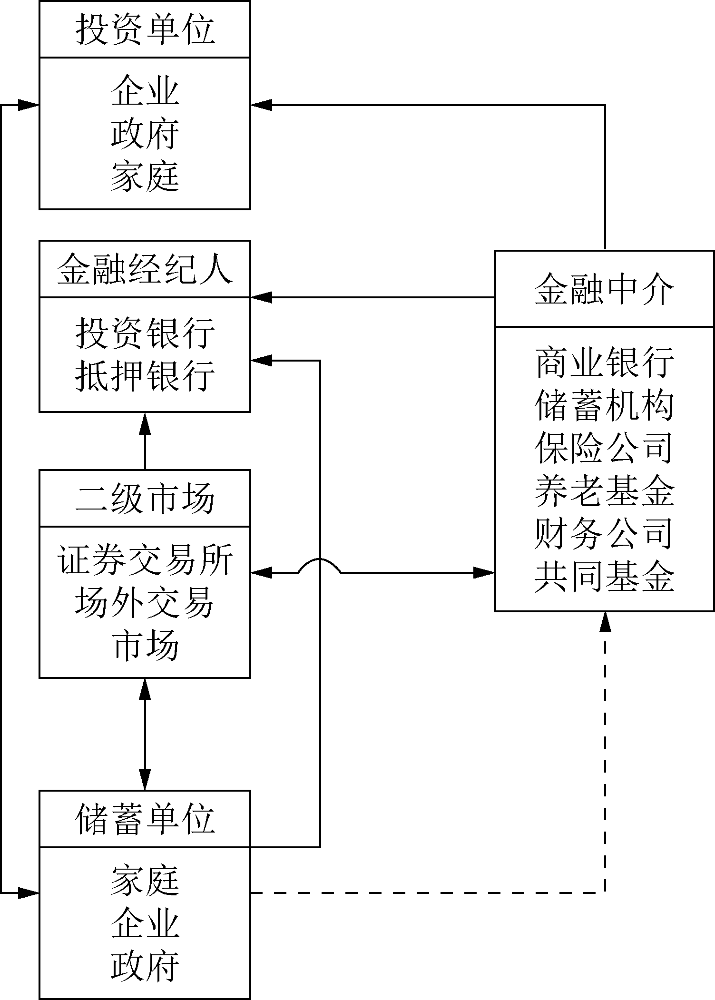 投资单位
企业
政府
家庭
金融经纪人
投资银行
抵押银行
二级市场
证券交易所
场外交易
市场
储蓄单位
家庭
企业
政府
金融中介
商业银行
储蓄机构
保险公司
养老基金
财务公司
共同基金